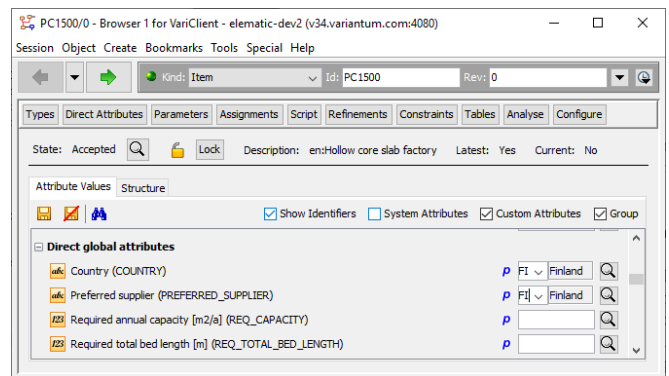 PC1500/0 - Browser 1 for VariClient - elematic-dev2 (v34.variantum.com:4080)
Session Object Create Bookmarks Tools Special Help
Kind: Item Id: PC1500 Rev: 0
Types Direct Attributes Parameters Assignments Script Refinements Constraints Tables Analyse Configure
State: Accepted Lock Description: en:Hollow core slab factory Latest: Yes Current: No
Attribute Values Structure
Show Identifiers System Attributes Custom Attributes Group
Direct global attributes
abc Country (COUNTRY) p FI Finland
abc Preferred supplier (PREFERRED_SUPPLIER) p FI Finland
123 Required annual capacity [m2/a] (REQ_CAPACITY) p
123 Required total bed length [m] (REQ_TOTAL_BED_LENGTH) p